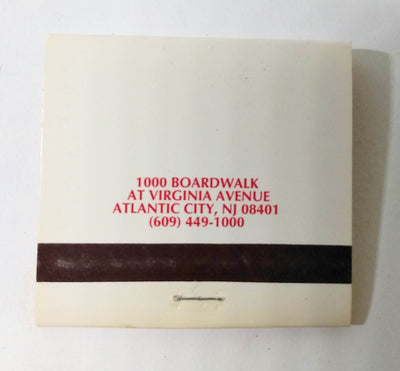 1000 BOARDWALK
AT VIRGINIA AVENUE
ATLANTIC CITY, NJ 08401
(609) 449-1000